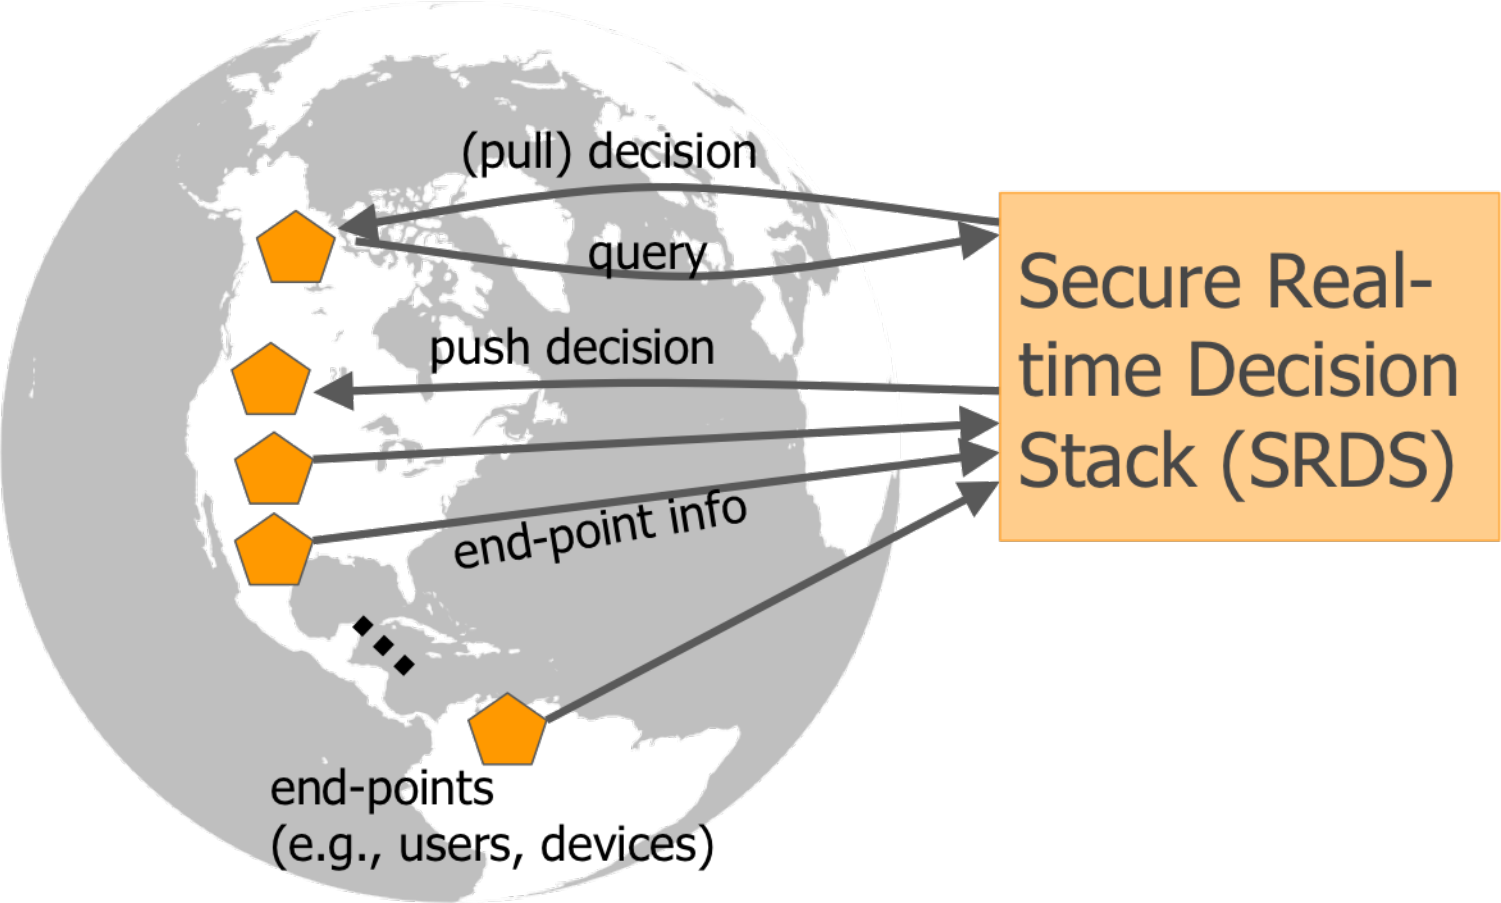 (pull) decision
query
push decision
end-point info
end-points
(e.g., users, devices)
Secure Real-
time Decision
Stack (SRDS)